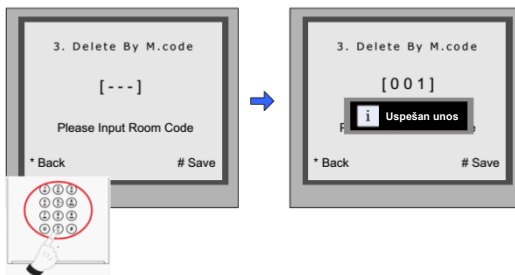 3. Delete By M.code
[---]
Please Input Room Code
* Back # Save
3. Delete By M.code
[001]
i Uspešan unos
* Back # Save